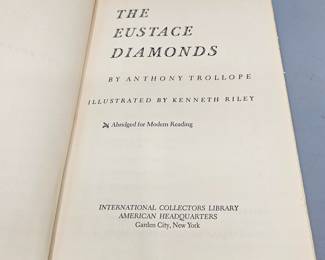 THE
EUSTACE
DIAMONDS
BY ANTHONY TROLLOPE
ILLUSTRATED BY KENNETH RILEY
Abridged for Modern Reading
INTERNATIONAL COLLECTORS LIBRARY
AMERICAN HEADQUARTERS
Garden City, New York